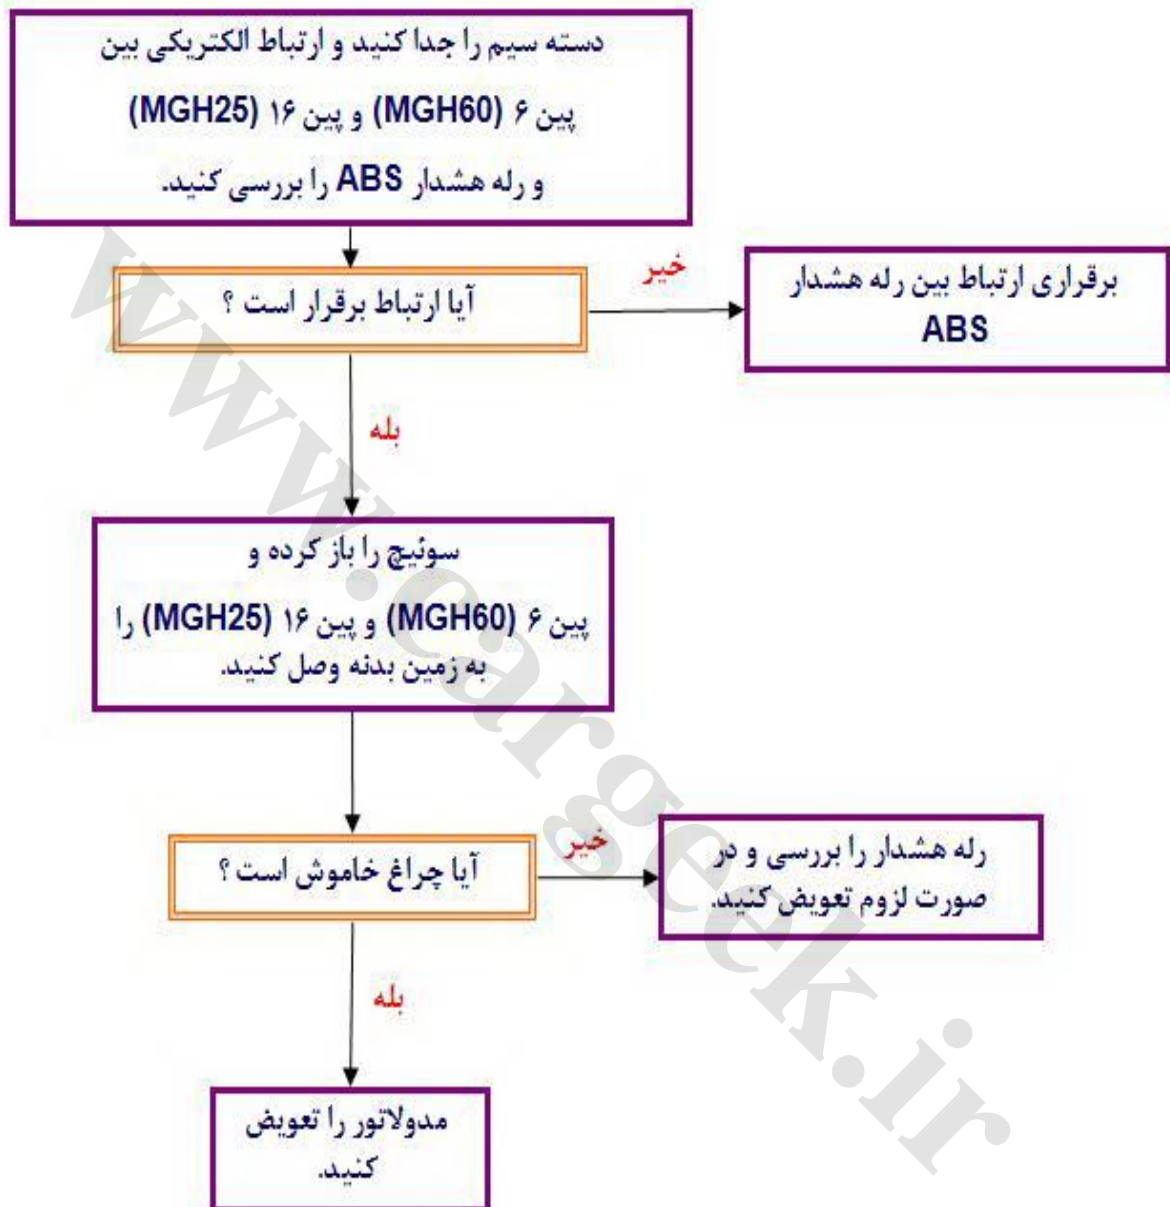 دسته سیم را جدا کنید و ارتباط الکتریکی بین
پین ۶ (MGH60) و پین ۱۶ (MGH25)
و رله هشدار ABS را بررسی کنید.
آیا ارتباط برقرار است ؟
خیر
برقراری ارتباط بین رله هشدار
ABS
بله
سوئیچ را باز کرده و
پین ۶ (MGH60) و پین ۱۶ (MGH25) را
به زمین بدنه وصل کنید.
آیا چراغ خاموش است ؟
خیر
رله هشدار را بررسی و در
صورت لزوم تعویض کنید.
بله
مدولاتور را تعویض
کنید.
www.cargeek.ir